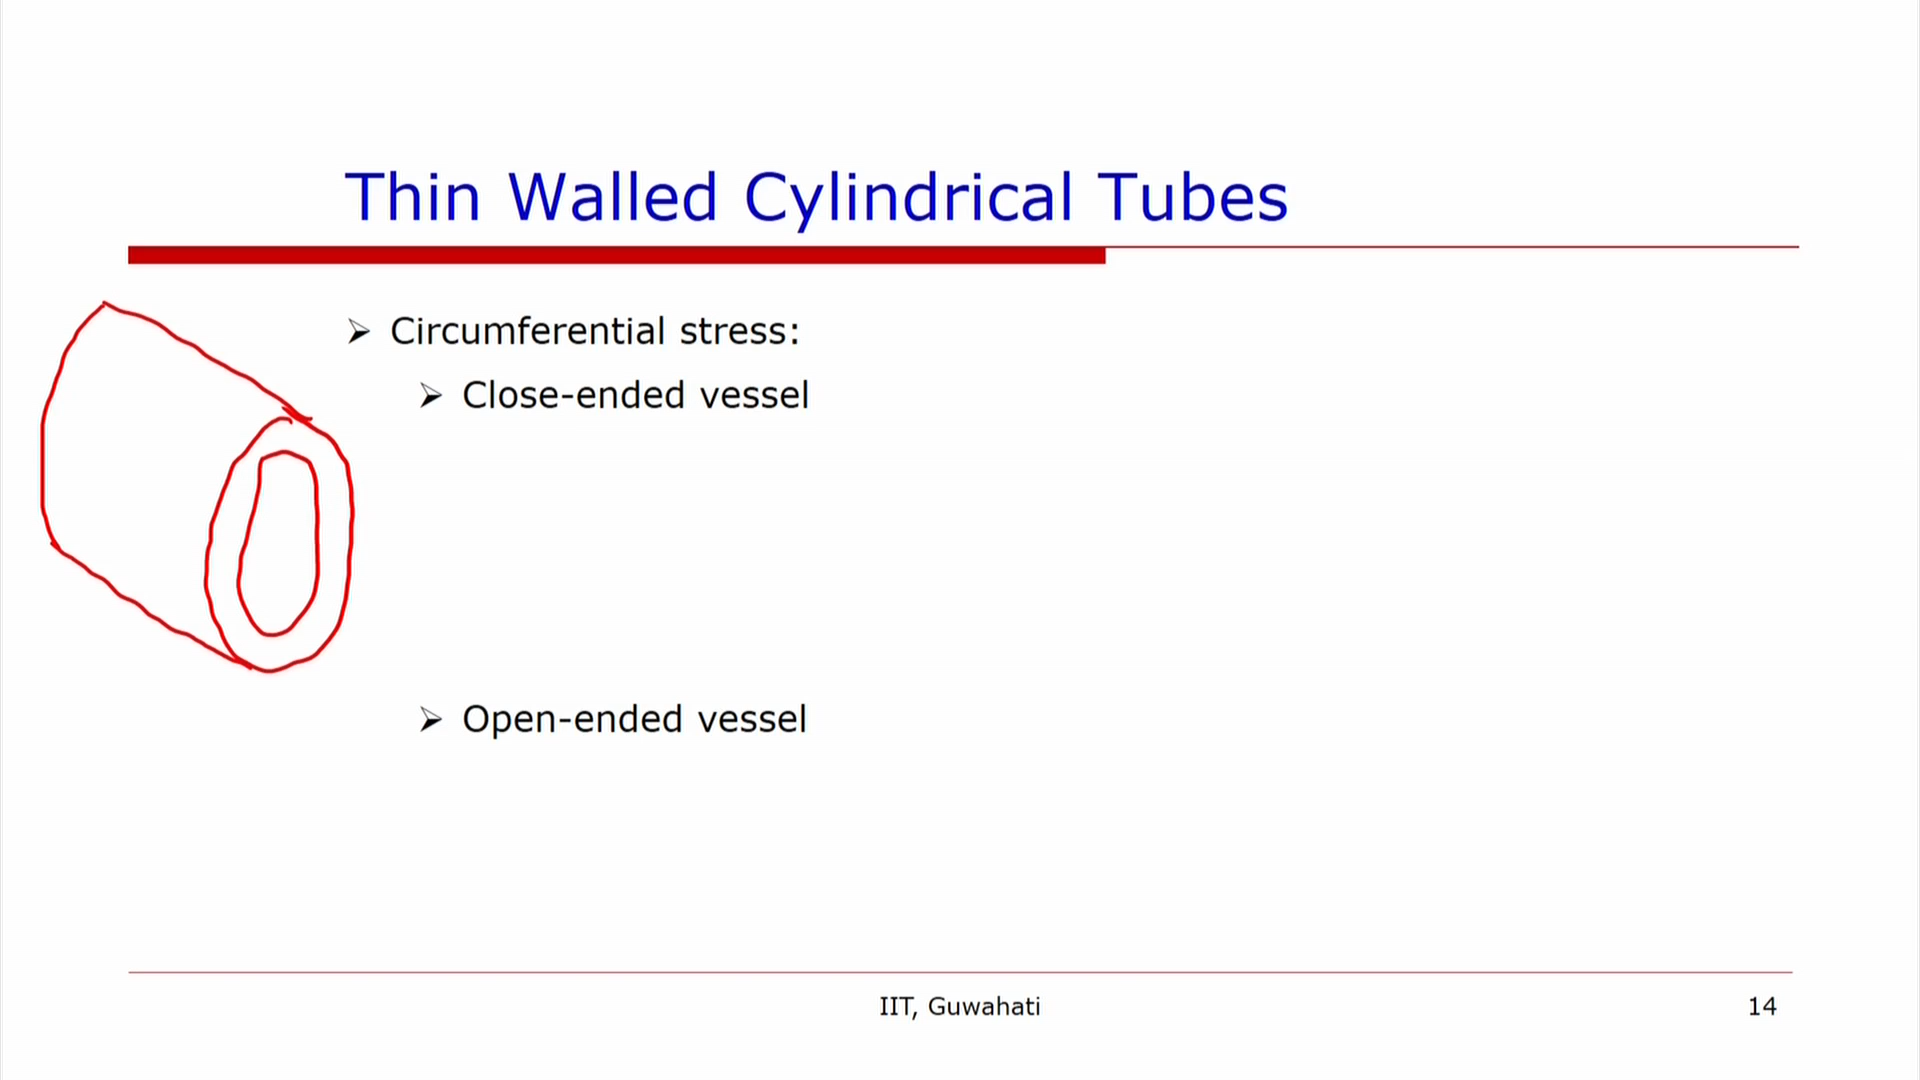 Thin Walled Cylindrical Tubes
➢ Circumferential stress:
➢ Close-ended vessel
➢ Open-ended vessel
IIT, Guwahati
14